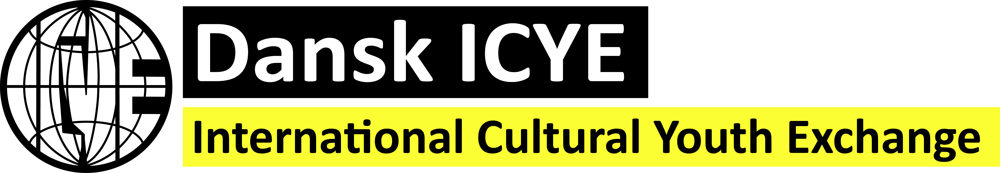 Dansk ICYE
International Cultural Youth Exchange